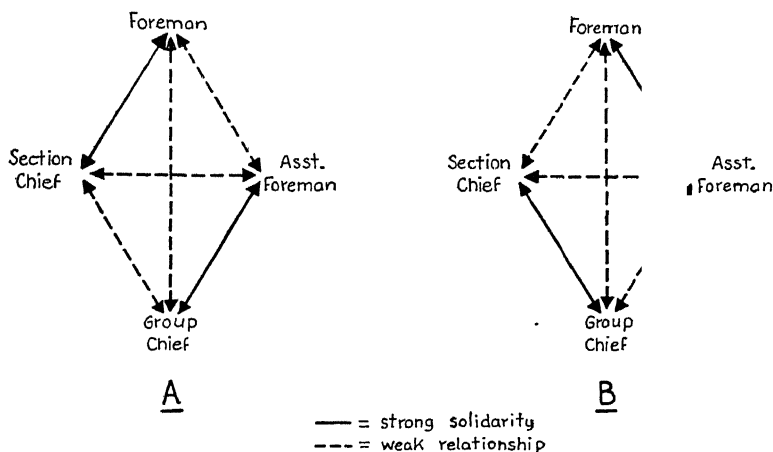 Foreman
Section
Chief
Asst.
Foreman
Group
Chief
A
Foreman
Section
Chief
Asst.
Foreman
Group
Chief
B
= strong solidarity
= weak relationship